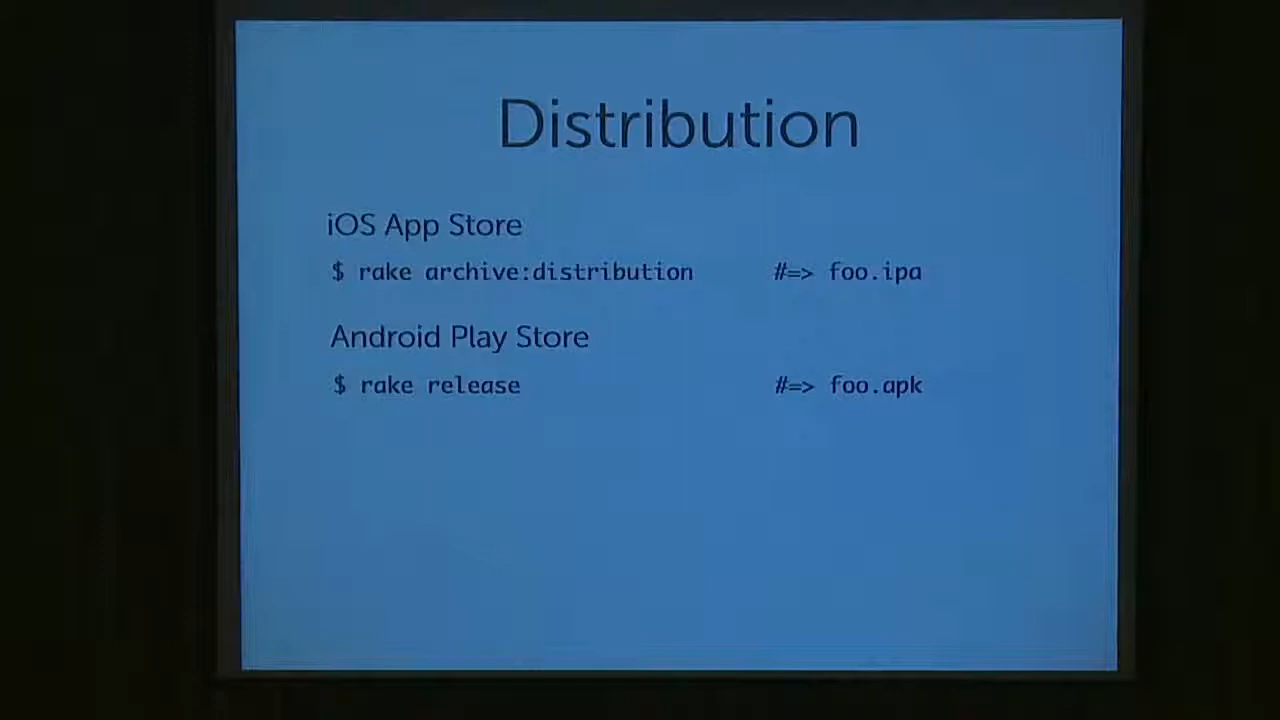 Distribution
iOS App Store
$ rake archive:distribution #=> foo.ipa
Android Play Store
$ rake release #=> foo.apk